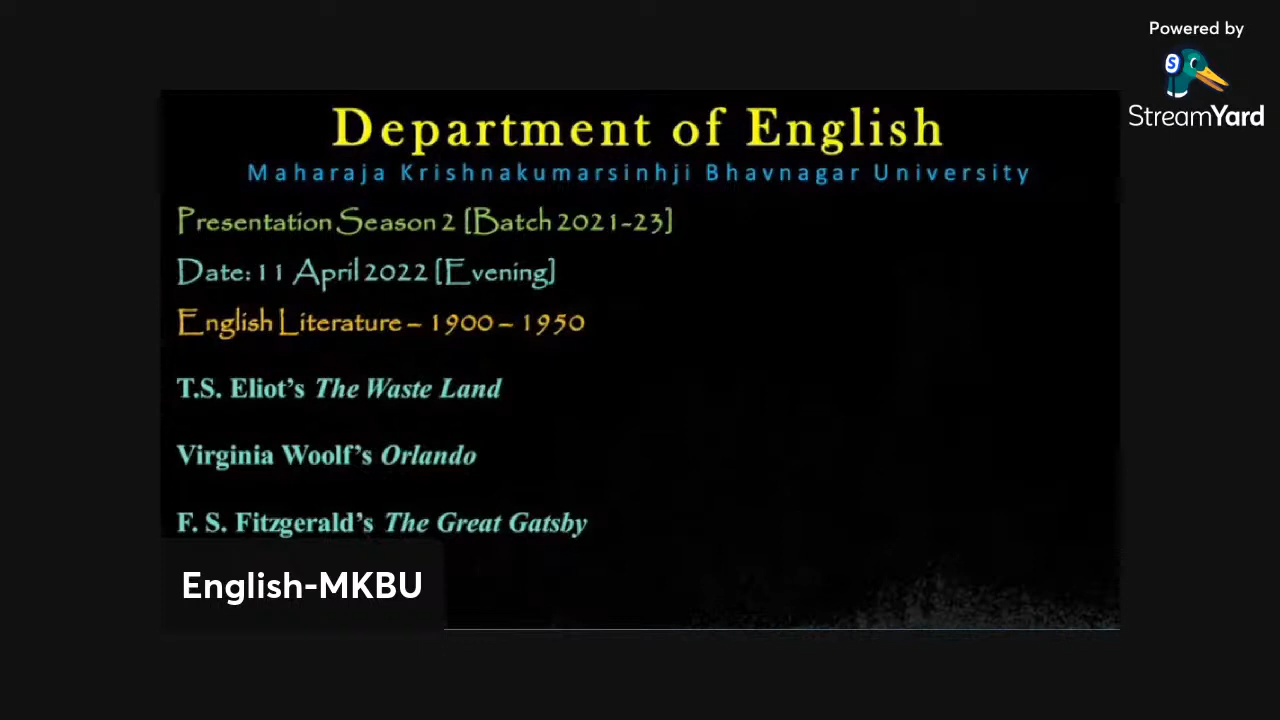 Powered by
StreamYard
Department of English
Maharaja Krishnakumarsinhji Bhavnagar University
Presentation Season 2 [Batch 2021-23]
Date: 11 April 2022 [Evening]
English Literature – 1900 – 1950
T.S. Eliot’s The Waste Land
Virginia Woolf’s Orlando
F. S. Fitzgerald’s The Great Gatsby
English-MKBU